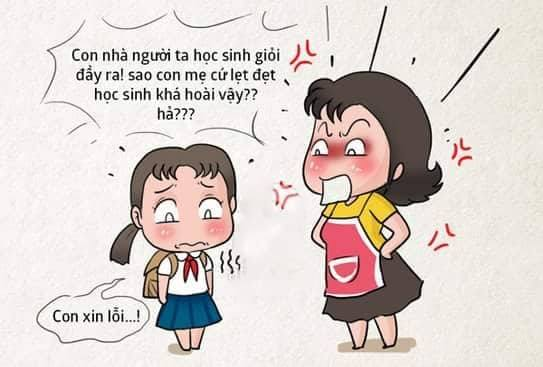 Con nhà người ta học sinh giỏi
đầy ra! sao con mẹ cứ lẹt đẹt
học sinh khá hoài vậy??
hả???
Con xin lỗi...!